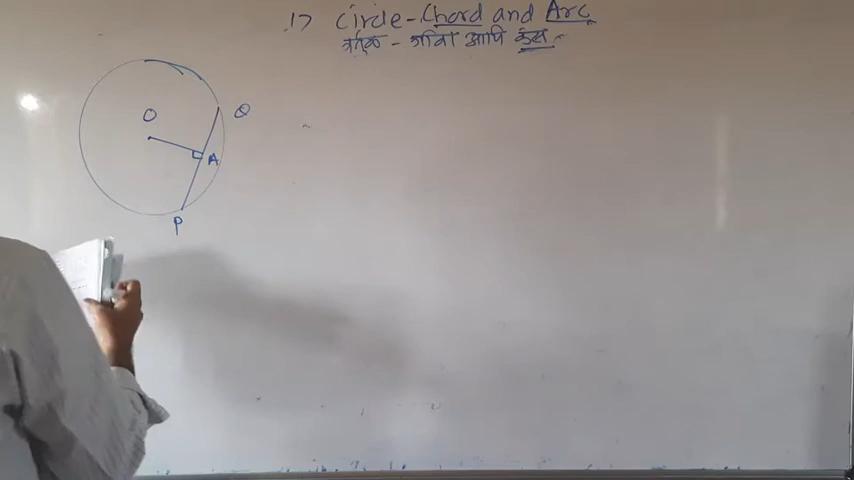 17 Circle - Chord and Arc
वर्तुळ - जीवा आणि कंस
O
Q
A
P